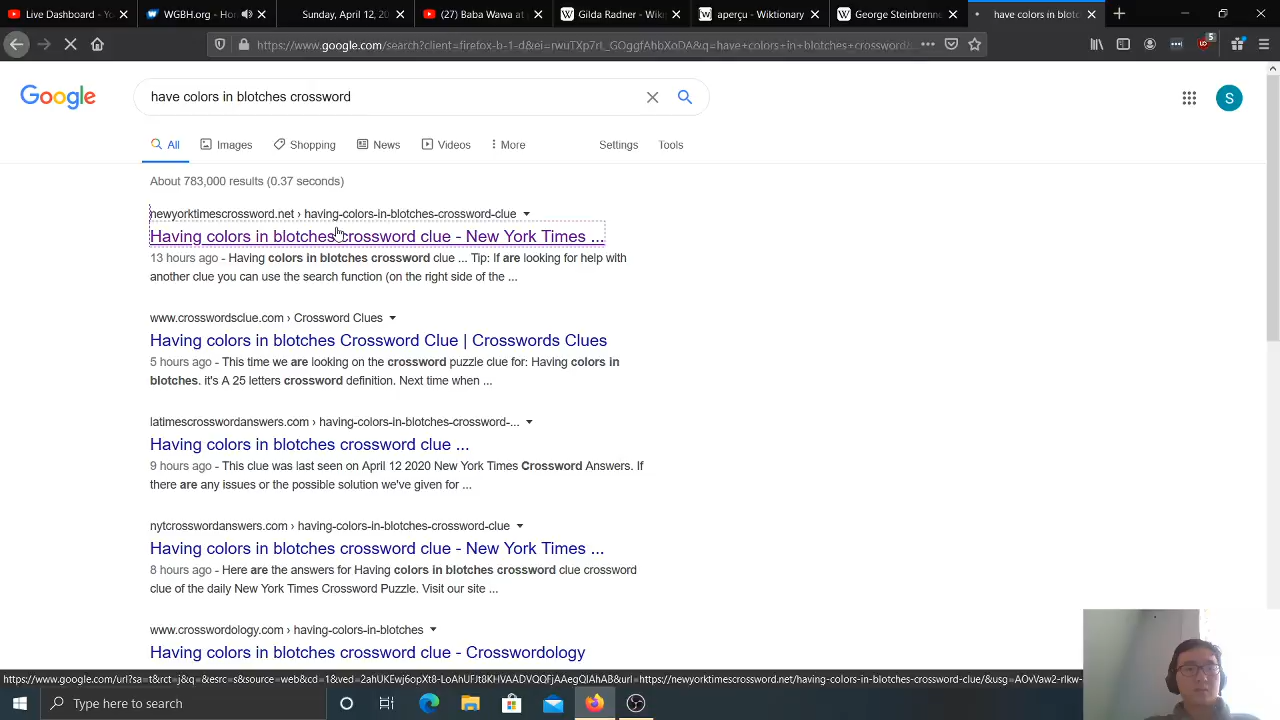 Live Dashboard - Yo
WGBH.org - Ho
Sunday, April 12, 20
(27) Baba Wawa at
Gilda Radner - Wiki
aperçu - Wiktionary
George Steinbrenne
have colors in blotc
https://www.google.com/search?client=firefox-b-1-d&ei=rwuTXp7rL_GOggfAhbXoDA&q=have+colors+in+blotches+crossword&
5
Google
have colors in blotches crossword
S
All
Images
Shopping
News
Videos
More
Settings
Tools
About 783,000 results (0.37 seconds)
newyorktimescrossword.net › having-colors-in-blotches-crossword-clue
Having colors in blotches crossword clue - New York Times ...
13 hours ago - Having colors in blotches crossword clue ... Tip: If are looking for help with
another clue you can use the search function (on the right side of the ...
www.crosswordsclue.com › Crossword Clues
Having colors in blotches Crossword Clue | Crosswords Clues
5 hours ago - This time we are looking on the crossword puzzle clue for: Having colors in
blotches. it's A 25 letters crossword definition. Next time when ...
latimescrosswordanswers.com › having-colors-in-blotches-crossword-...
Having colors in blotches crossword clue ...
9 hours ago - This clue was last seen on April 12 2020 New York Times Crossword Answers. If
there are any issues or the possible solution we've given for ...
nytcrosswordanswers.com › having-colors-in-blotches-crossword-clue
Having colors in blotches crossword clue - New York Times ...
8 hours ago - Here are the answers for Having colors in blotches crossword clue crossword
clue of the daily New York Times Crossword Puzzle. Visit our site ...
www.crosswordology.com › having-colors-in-blotches
Having colors in blotches crossword clue - Crosswordology
https://www.google.com/url?sa=t&rct=j&q=&esrc=s&source=web&cd=1&ved=2ahUKEwj6opXt8-LoAhUFJt8KHVAADVQQFjAAegQIAhAB&url=https://newyorktimescrossword.net/having-colors-in-blotches-crossword-clue/&usg=AOvVaw2-rlkw-
Type here to search